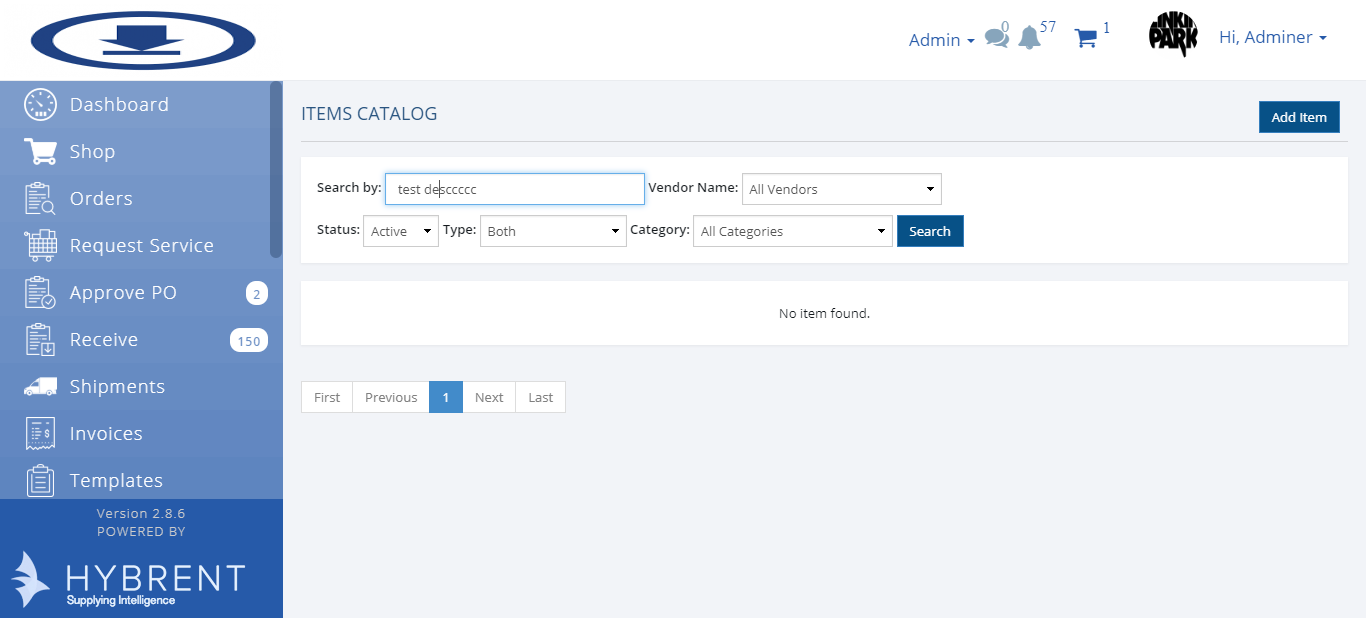 Admin 0 57 1 LINKIN PARK Hi, Adminer
Dashboard
Shop
Orders
Request Service
Approve PO 2
Receive 150
Shipments
Invoices
Templates
Version 2.8.6
POWERED BY
HYBRENT
Supplying Intelligence
ITEMS CATALOG Add Item
Search by: test desccccc Vendor Name: All Vendors
Status: Active Type: Both Category: All Categories Search
No item found.
First Previous 1 Next Last